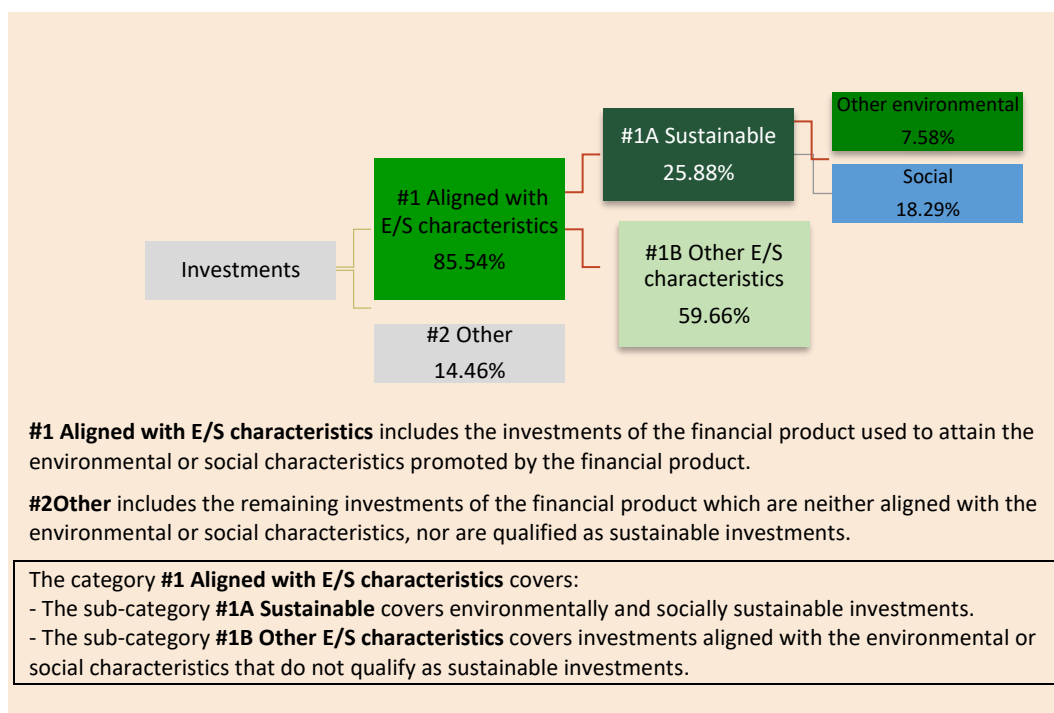 Other environmental
7.58%
#1A Sustainable
25.88%
Social
18.29%
#1 Aligned with
E/S characteristics
85.54%
#1B Other E/S
characteristics
59.66%
Investments
#2 Other
14.46%
#1 Aligned with E/S characteristics includes the investments of the financial product used to attain the
environmental or social characteristics promoted by the financial product.
#2Other includes the remaining investments of the financial product which are neither aligned with the
environmental or social characteristics, nor are qualified as sustainable investments.
The category #1 Aligned with E/S characteristics covers:
- The sub-category #1A Sustainable covers environmentally and socially sustainable investments.
- The sub-category #1B Other E/S characteristics covers investments aligned with the environmental or
social characteristics that do not qualify as sustainable investments.